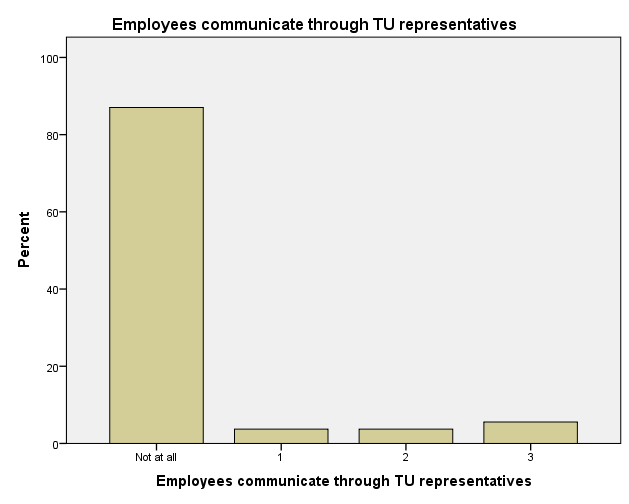 Employees communicate through TU representatives
100
80
60
40
20
0
Percent
Not at all
1
2
3
Employees communicate through TU representatives